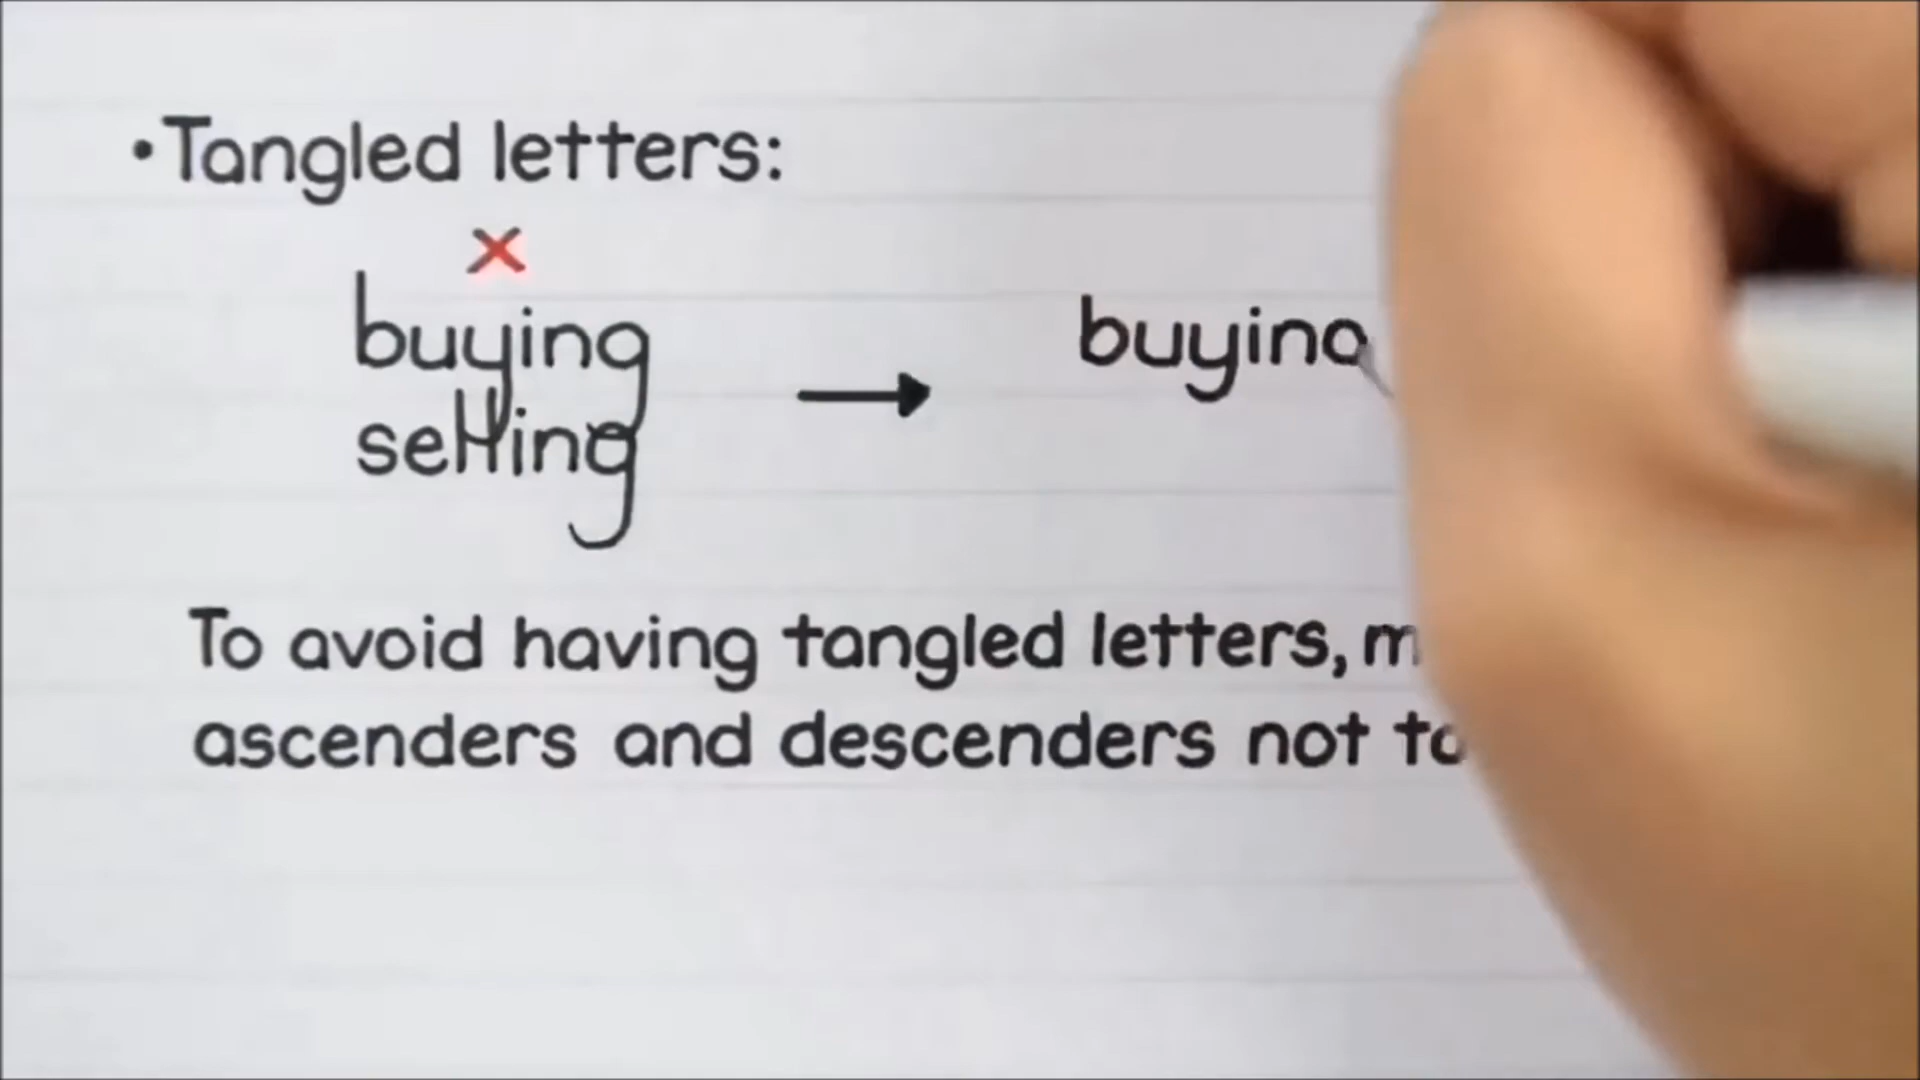 •Tangled letters:
×
buying
selling
→
buyin
To avoid having tangled letters,
ascenders and descenders not